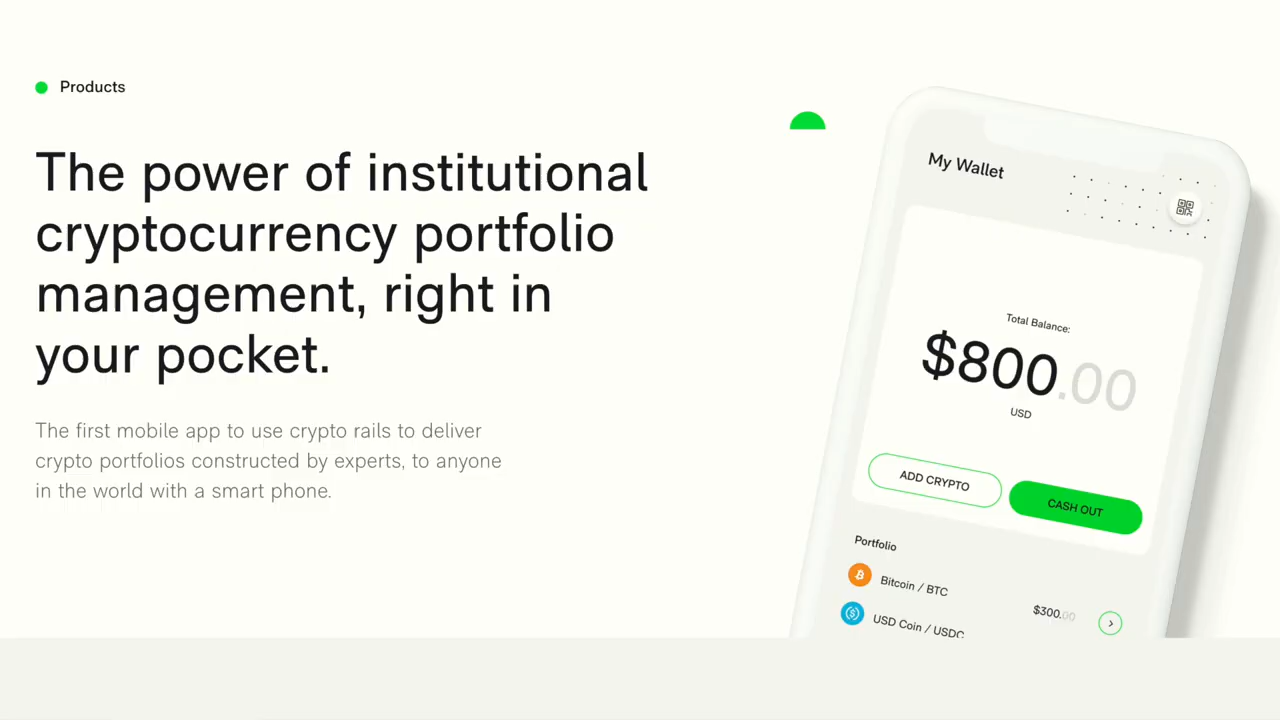 Products
The power of institutional
cryptocurrency portfolio
management, right in
your pocket.
The first mobile app to use crypto rails to deliver
crypto portfolios constructed by experts, to anyone
in the world with a smart phone.
My Wallet
Total Balance:
$800.00
USD
ADD CRYPTO
CASH OUT
Portfolio
Bitcoin / BTC
$300.00
USD Coin / USDC